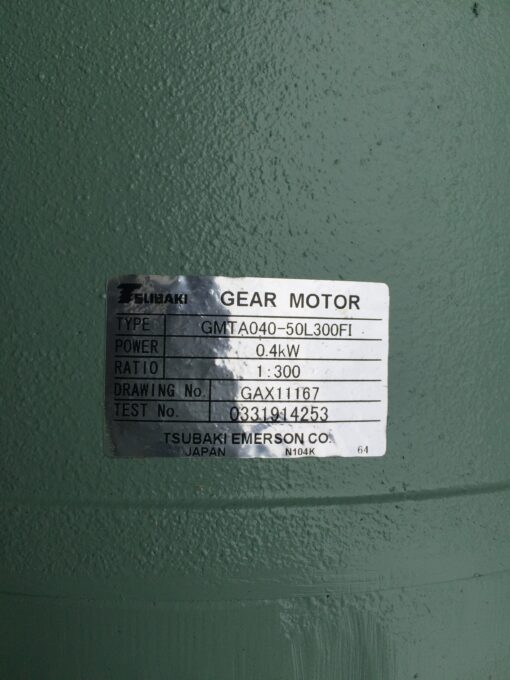 TSUBAKI GEAR MOTOR
TYPE GMTA040-50L300FI
POWER 0.4kW
RATIO 1:300
DRAWING No. GAX11167
TEST No. 0331914253
TSUBAKI EMERSON CO.
JAPAN N104K 64